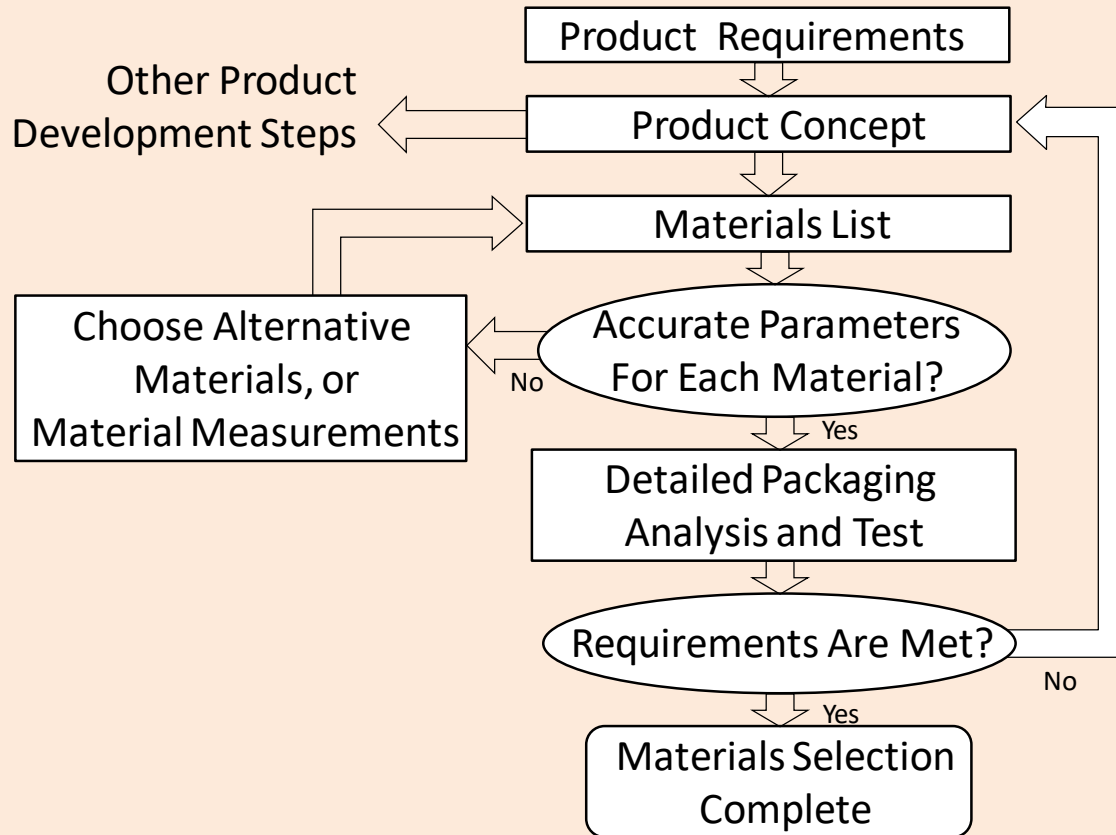 Product Requirements
Other Product
Development Steps
Product Concept
Materials List
Choose Alternative
Materials, or
Material Measurements
Accurate Parameters
For Each Material?
No
Yes
Detailed Packaging
Analysis and Test
Requirements Are Met?
No
Yes
Materials Selection
Complete